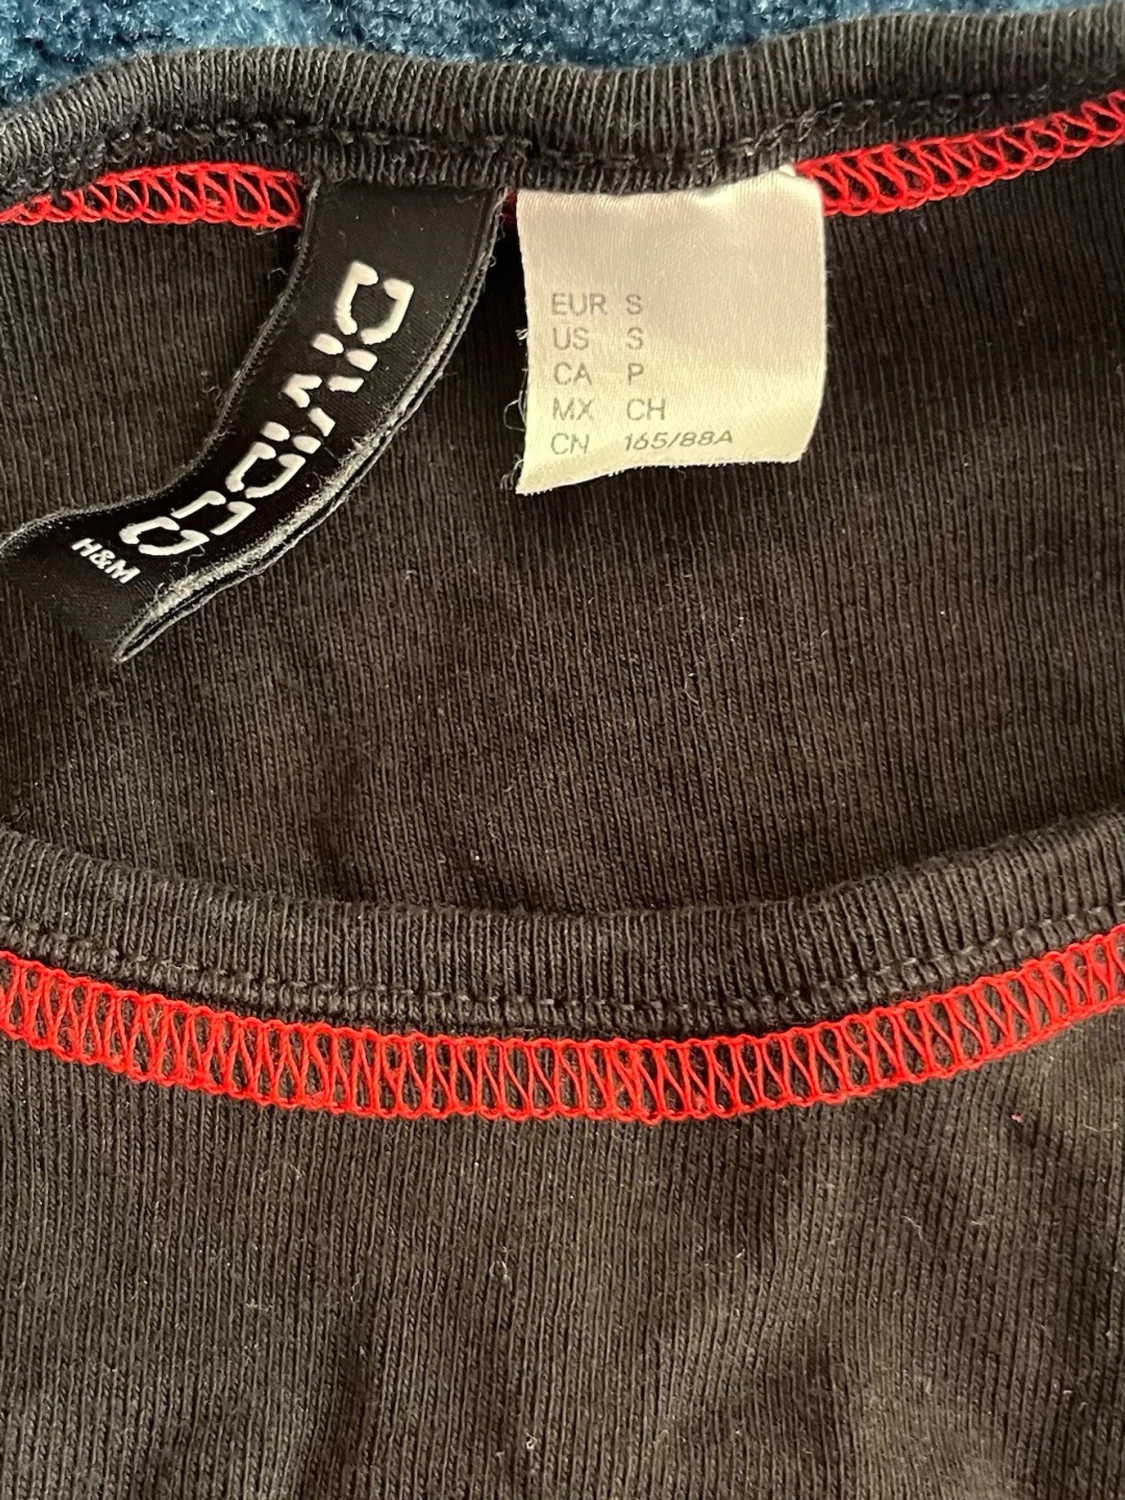 DIVIDED
H&M
EUR S
US S
CA P
MX CH
CN 165/88A